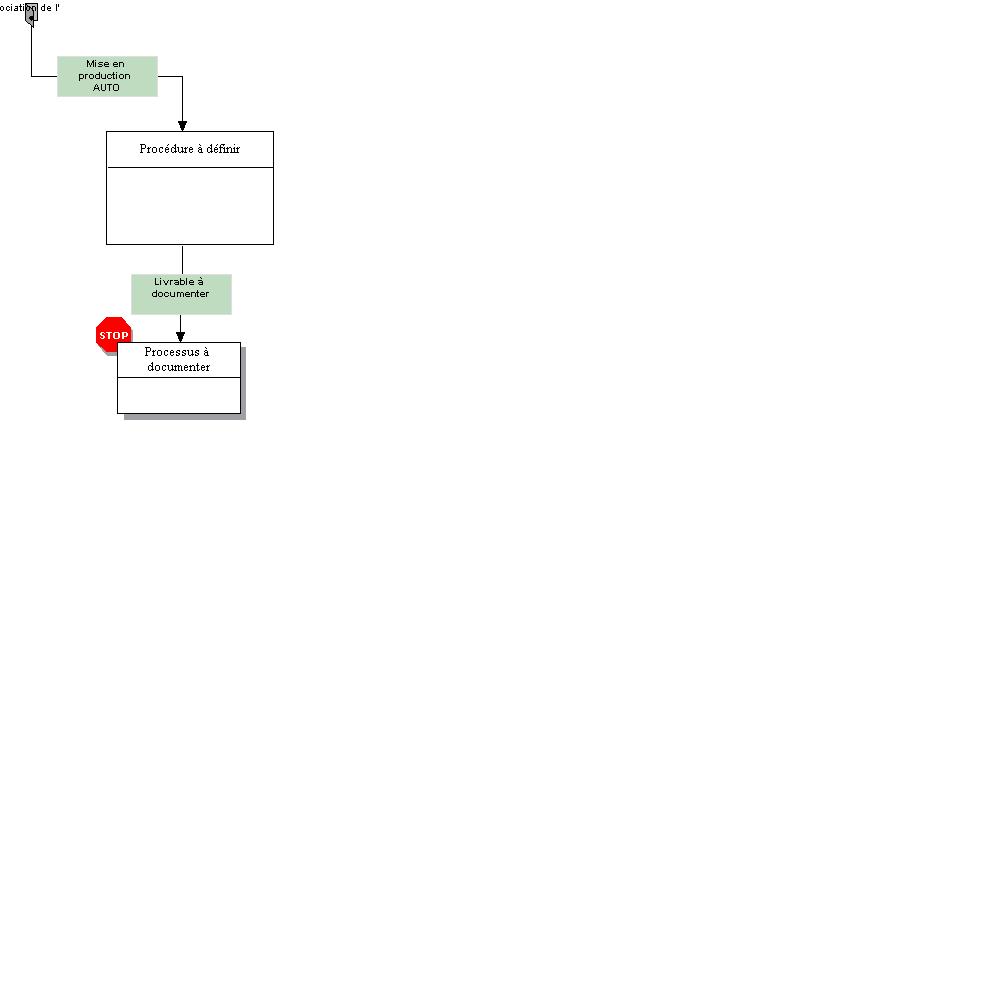 ociation de l'
Mise en
production
AUTO
Procédure à définir
Livrable à
documenter
STOP
Processus à
documenter